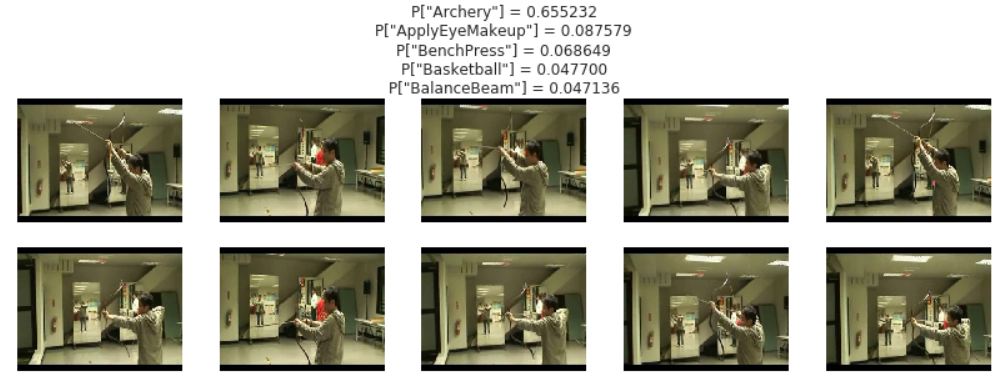 P["Archery"] = 0.655232
P["ApplyEyeMakeup"] = 0.087579
P["BenchPress"] = 0.068649
P["Basketball"] = 0.047700
P["BalanceBeam"] = 0.047136